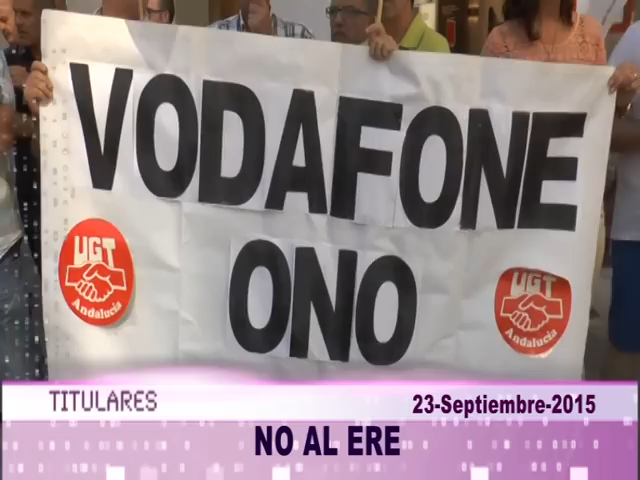 VODAFONE
ONO
UGT
Andalucía
UGT
Andalucía
TITULARES
23-Septiembre-2015
NO AL ERE